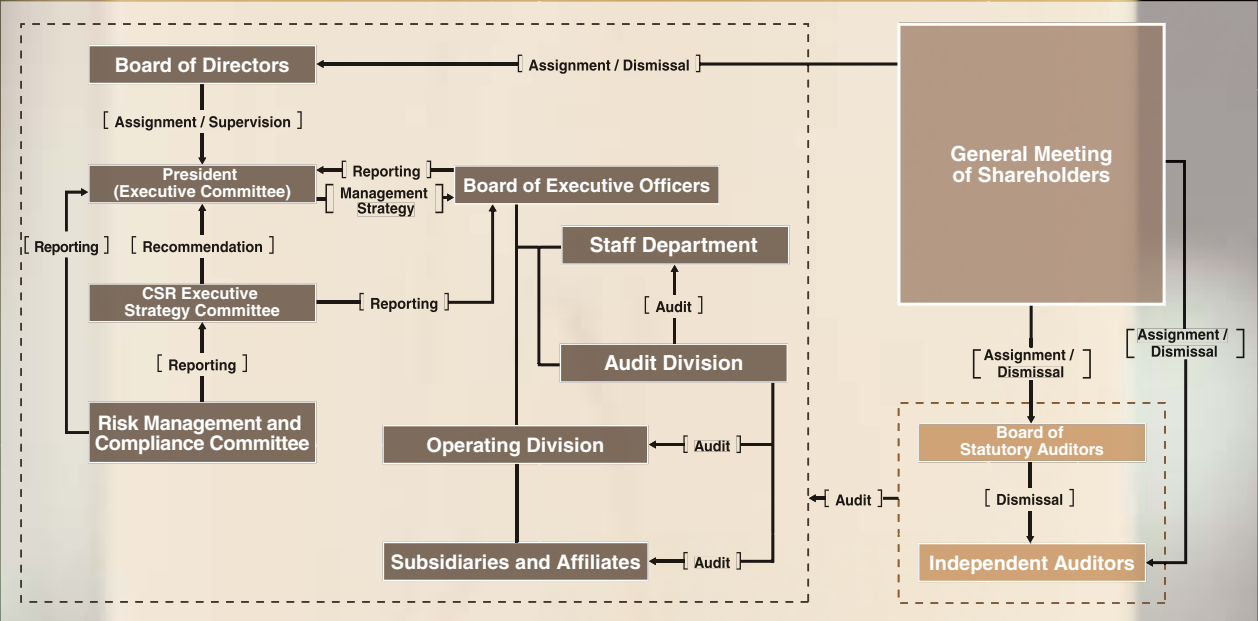 Board of Directors
[ Assignment / Dismissal ]
General Meeting
of Shareholders
[ Assignment / Supervision ]
President
(Executive Committee)
[ Reporting ]
[ Management
Strategy ]
Board of Executive Officers
[ Reporting ]
[ Recommendation ]
Staff Department
CSR Executive
Strategy Committee
[ Reporting ]
[ Audit ]
[ Assignment /
Dismissal ]
[ Assignment /
Dismissal ]
[ Reporting ]
Audit Division
Risk Management and
Compliance Committee
Operating Division
[ Audit ]
Board of
Statutory Auditors
[ Audit ]
[ Dismissal ]
Subsidiaries and Affiliates
[ Audit ]
Independent Auditors